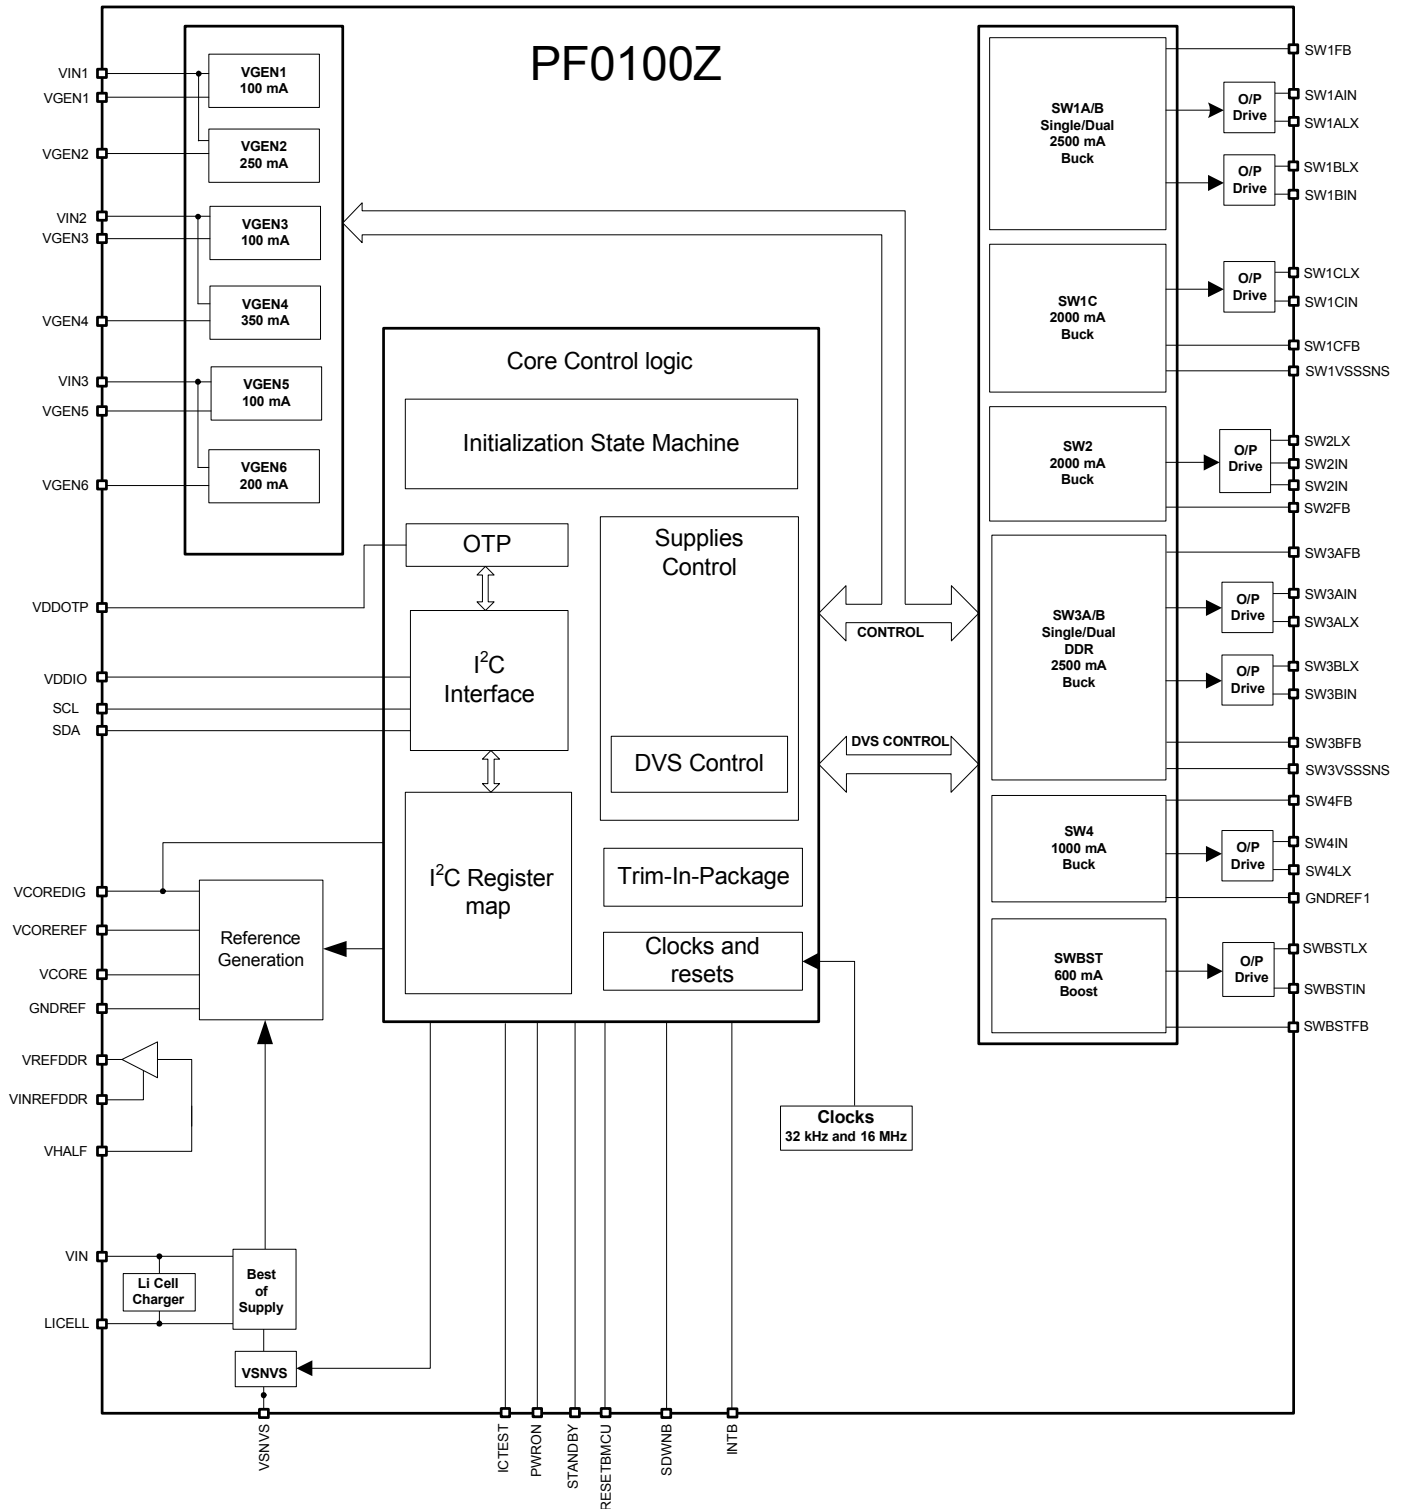 PF0100Z
VIN1
VGEN1
VGEN2
VIN2
VGEN3
VGEN4
VIN3
VGEN5
VGEN6
VDDOTP
VDDIO
SCL
SDA
VCOREDIG
VCOREREF
VCORE
GNDREF
VREFDDR
VINREFDDR
VHALF
VIN
LICELL
VGEN1
100 mA
VGEN2
250 mA
VGEN3
100 mA
VGEN4
350 mA
VGEN5
100 mA
VGEN6
200 mA
Core Control logic
Initialization State Machine
OTP
I²C
Interface
I²C Register
map
Supplies
Control
DVS Control
Trim-In-Package
Clocks and
resets
Reference
Generation
Li Cell
Charger
Best
of
Supply
VSNVS
Clocks
32 kHz and 16 MHz
CONTROL
DVS CONTROL
SW1A/B
Single/Dual
2500 mA
Buck
O/P
Drive
O/P
Drive
SW1C
2000 mA
Buck
O/P
Drive
SW2
2000 mA
Buck
O/P
Drive
SW3A/B
Single/Dual
DDR
2500 mA
Buck
O/P
Drive
O/P
Drive
SW4
1000 mA
Buck
O/P
Drive
SWBST
600 mA
Boost
O/P
Drive
SW1FB
SW1AIN
SW1ALX
SW1BLX
SW1BIN
SW1CLX
SW1CIN
SW1CFB
SW1VSSSNS
SW2LX
SW2IN
SW2IN
SW2FB
SW3AFB
SW3AIN
SW3ALX
SW3BLX
SW3BIN
SW3BFB
SW3VSSSNS
SW4FB
SW4IN
SW4LX
GNDREF1
SWBSTLX
SWBSTIN
SWBSTFB
VSNVS
ICTEST
PWRON
STANDBY
RESETBMCU
SDWNB
INTB